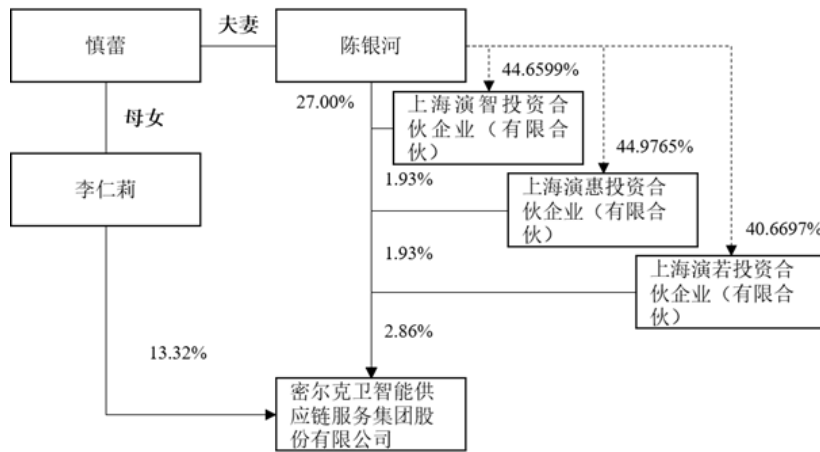 夫妻
慎蕾
陈银河
44.6599%
27.00%
上海演智投资合
伙企业（有限合
伙）
母女
44.9765%
李仁莉
1.93%
上海演惠投资合
伙企业（有限合
伙）
40.6697%
1.93%
上海演若投资合
伙企业（有限合
伙）
2.86%
13.32%
密尔克卫智能供
应链服务集团股
份有限公司